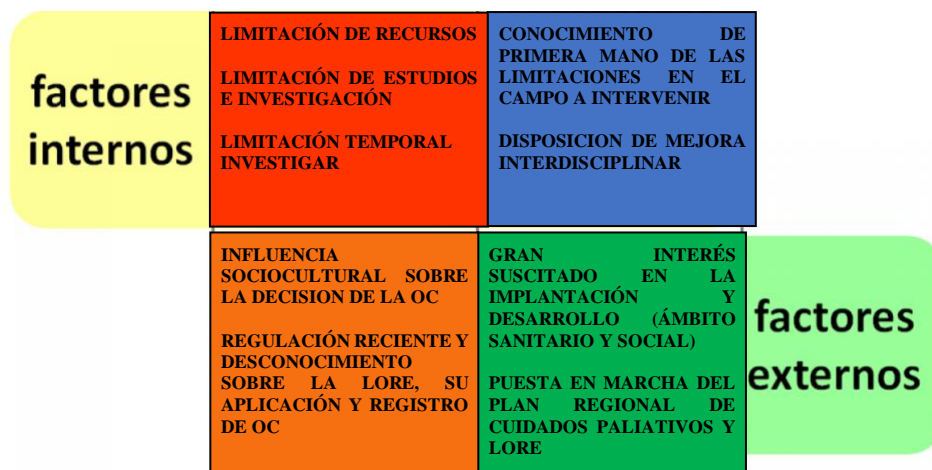 factores
internos
LIMITACIÓN DE RECURSOS
LIMITACIÓN DE ESTUDIOS
E INVESTIGACIÓN
LIMITACIÓN TEMPORAL
INVESTIGAR
CONOCIMIENTO DE
PRIMERA MANO DE LAS
LIMITACIONES EN EL
CAMPO A INTERVENIR
DISPOSICION DE MEJORA
INTERDISCIPLINAR
INFLUENCIA
SOCIOCULTURAL SOBRE
LA DECISION DE LA OC
REGULACIÓN RECIENTE Y
DESCONOCIMIENTO
SOBRE LA LORE, SU
APLICACIÓN Y REGISTRO
DE OC
GRAN INTERÉS
SUSCITADO EN LA
IMPLANTACIÓN Y
DESARROLLO (ÁMBITO
SANITARIO Y SOCIAL)
PUESTA EN MARCHA DEL
PLAN REGIONAL DE
CUIDADOS PALIATIVOS Y
LORE
factores
externos